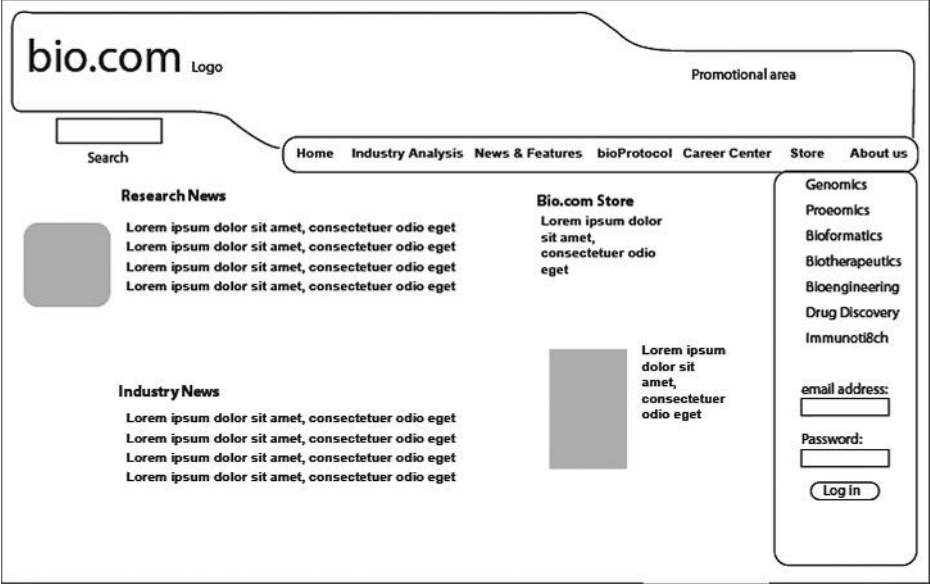 bio.com Logo
Promotional area
Search
Home Industry Analysis News & Features bioProtocol Career Center Store About us
Research News
Lorem ipsum dolor sit amet, consectetuer odio eget
Lorem ipsum dolor sit amet, consectetuer odio eget
Lorem ipsum dolor sit amet, consectetuer odio eget
Lorem ipsum dolor sit amet, consectetuer odio eget
Industry News
Lorem ipsum dolor sit amet, consectetuer odio eget
Lorem ipsum dolor sit amet, consectetuer odio eget
Lorem ipsum dolor sit amet, consectetuer odio eget
Lorem ipsum dolor sit amet, consectetuer odio eget
Bio.com Store
Lorem ipsum dolor
sit amet,
consectetuer odio
eget
Lorem ipsum
dolor sit
amet,
consectetuer
odio eget
Genomics
Proeomics
Bioformatics
Biotherapeutics
Bioengineering
Drug Discovery
Immunoti8ch
email address:
Password:
Log in